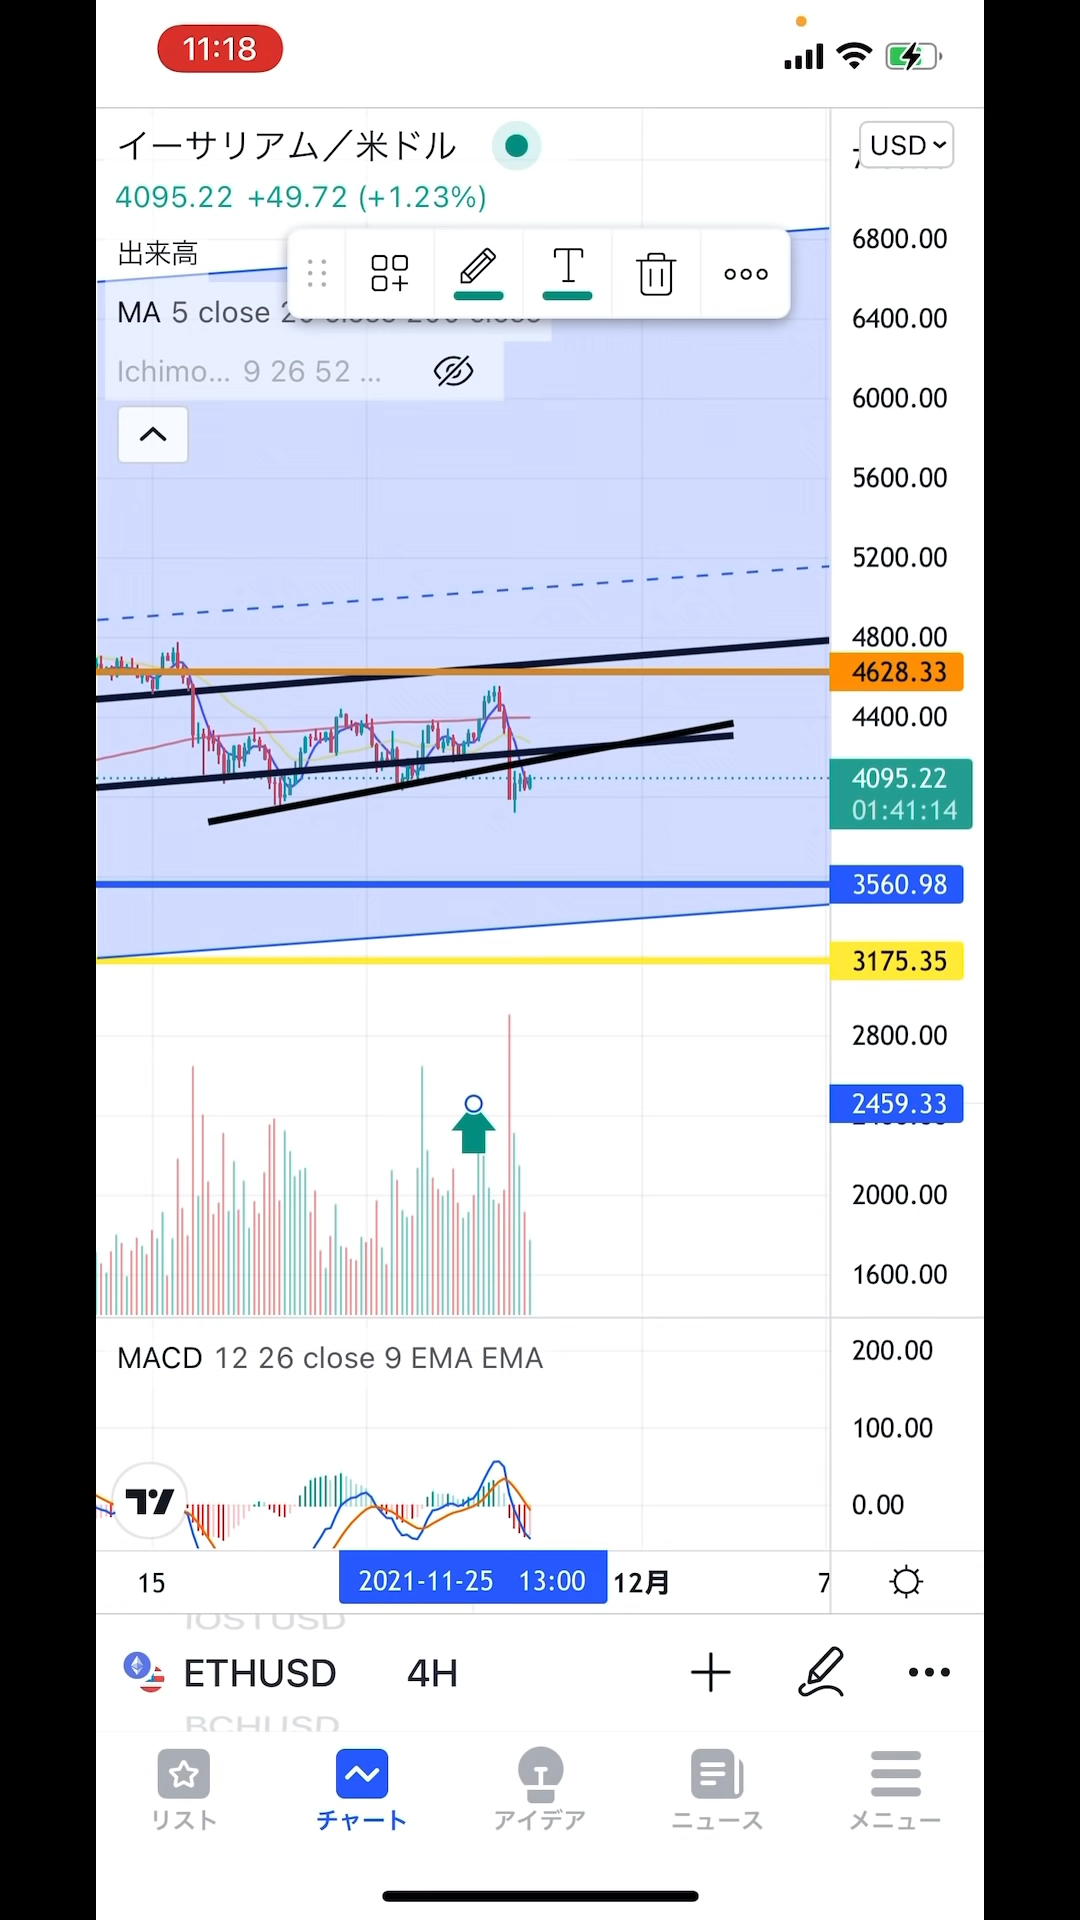 11:18
イーサリアム／米ドル
USD
4095.22 +49.72 (+1.23%)
出来高
T
MA 5 close
Ichimo... 9 26 52 ...
6800.00
6400.00
6000.00
5600.00
5200.00
4800.00
4628.33
4400.00
4095.22
01:41:14
3560.98
3175.35
2800.00
2459.33
2000.00
1600.00
MACD 12 26 close 9 EMA EMA
200.00
100.00
0.00
15
2021-11-25 13:00
12月
7
IOSTUSD
ETHUSD 4H
BCHUSD
リスト
チャート
アイデア
ニュース
メニュー